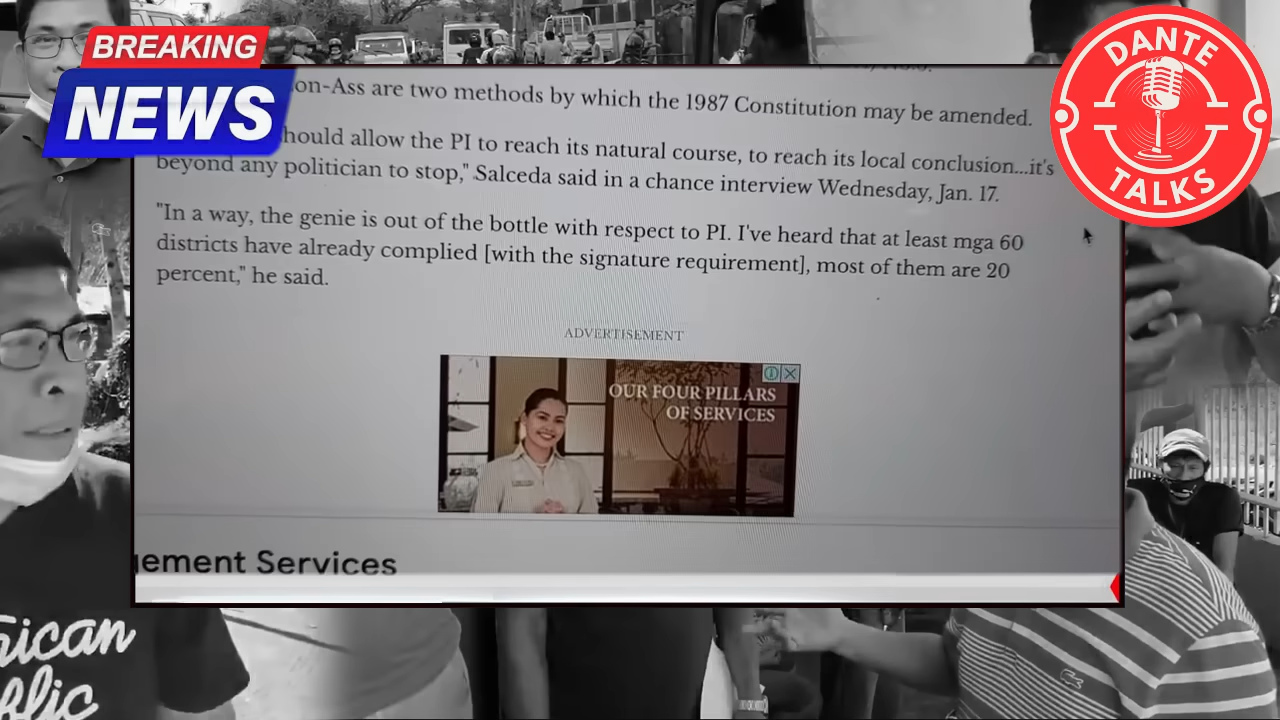 BREAKING
NEWS
DANTE
TALKS
on-Ass are two methods by which the 1987 Constitution may be amended.
hould allow the PI to reach its natural course, to reach its local conclusion...it's
beyond any politician to stop," Salceda said in a chance interview Wednesday, Jan. 17.
"In a way, the genie is out of the bottle with respect to PI. I've heard that at least mga 60
districts have already complied [with the signature requirement], most of them are 20
percent," he said.
ADVERTISEMENT
OUR FOUR PILLARS
OF SERVICES
ement Services